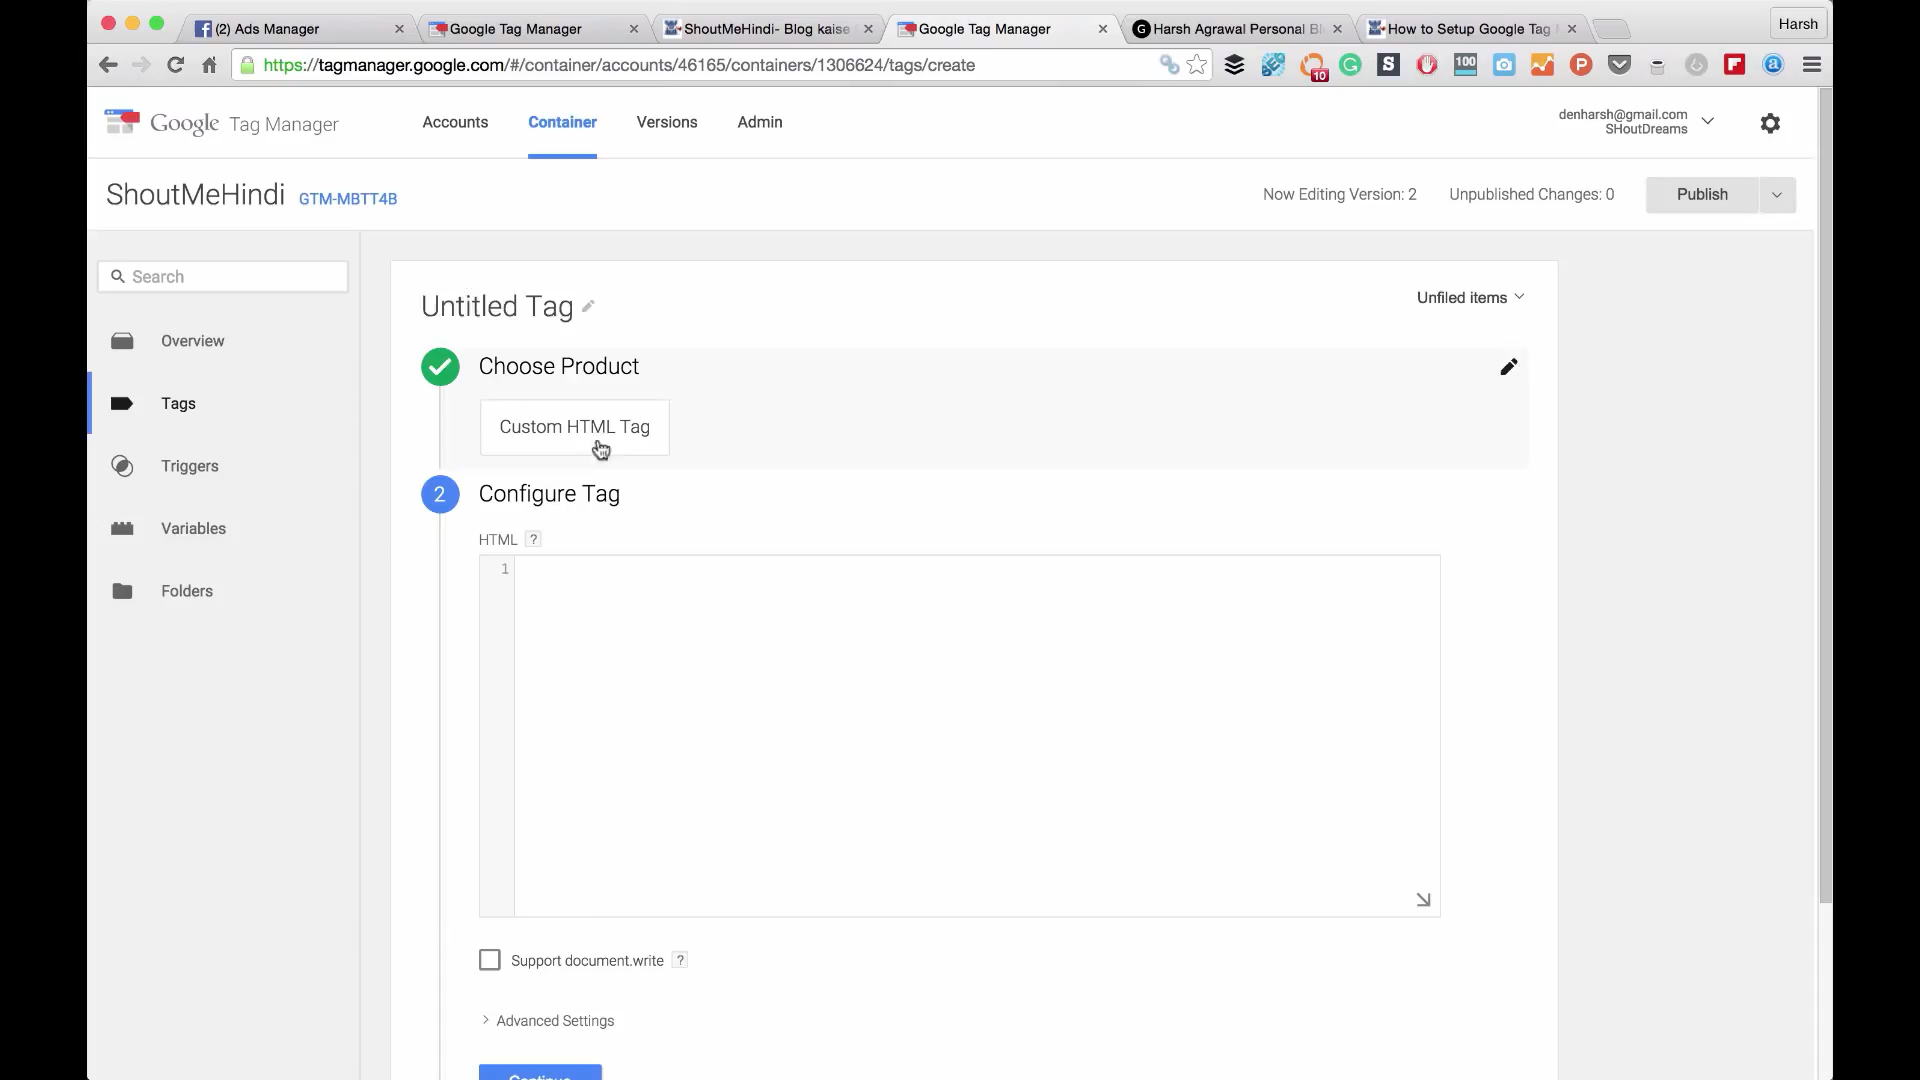 (2) Ads Manager
Google Tag Manager
ShoutMeHindi- Blog kaise
Google Tag Manager
Harsh Agrawal Personal Bl
How to Setup Google Tag
Harsh
https://tagmanager.google.com/#/container/accounts/46165/containers/1306624/tags/create
10
G
S
100
P
a
Google Tag Manager
Accounts
Container
Versions
Admin
denharsh@gmail.com
SHoutDreams
ShoutMeHindi
GTM-MBTT4B
Now Editing Version: 2
Unpublished Changes: 0
Publish
Search
Overview
Tags
Triggers
Variables
Folders
Untitled Tag
Unfiled items
Choose Product
Custom HTML Tag
2
Configure Tag
HTML ?
1
Support document.write ?
Advanced Settings
Continue